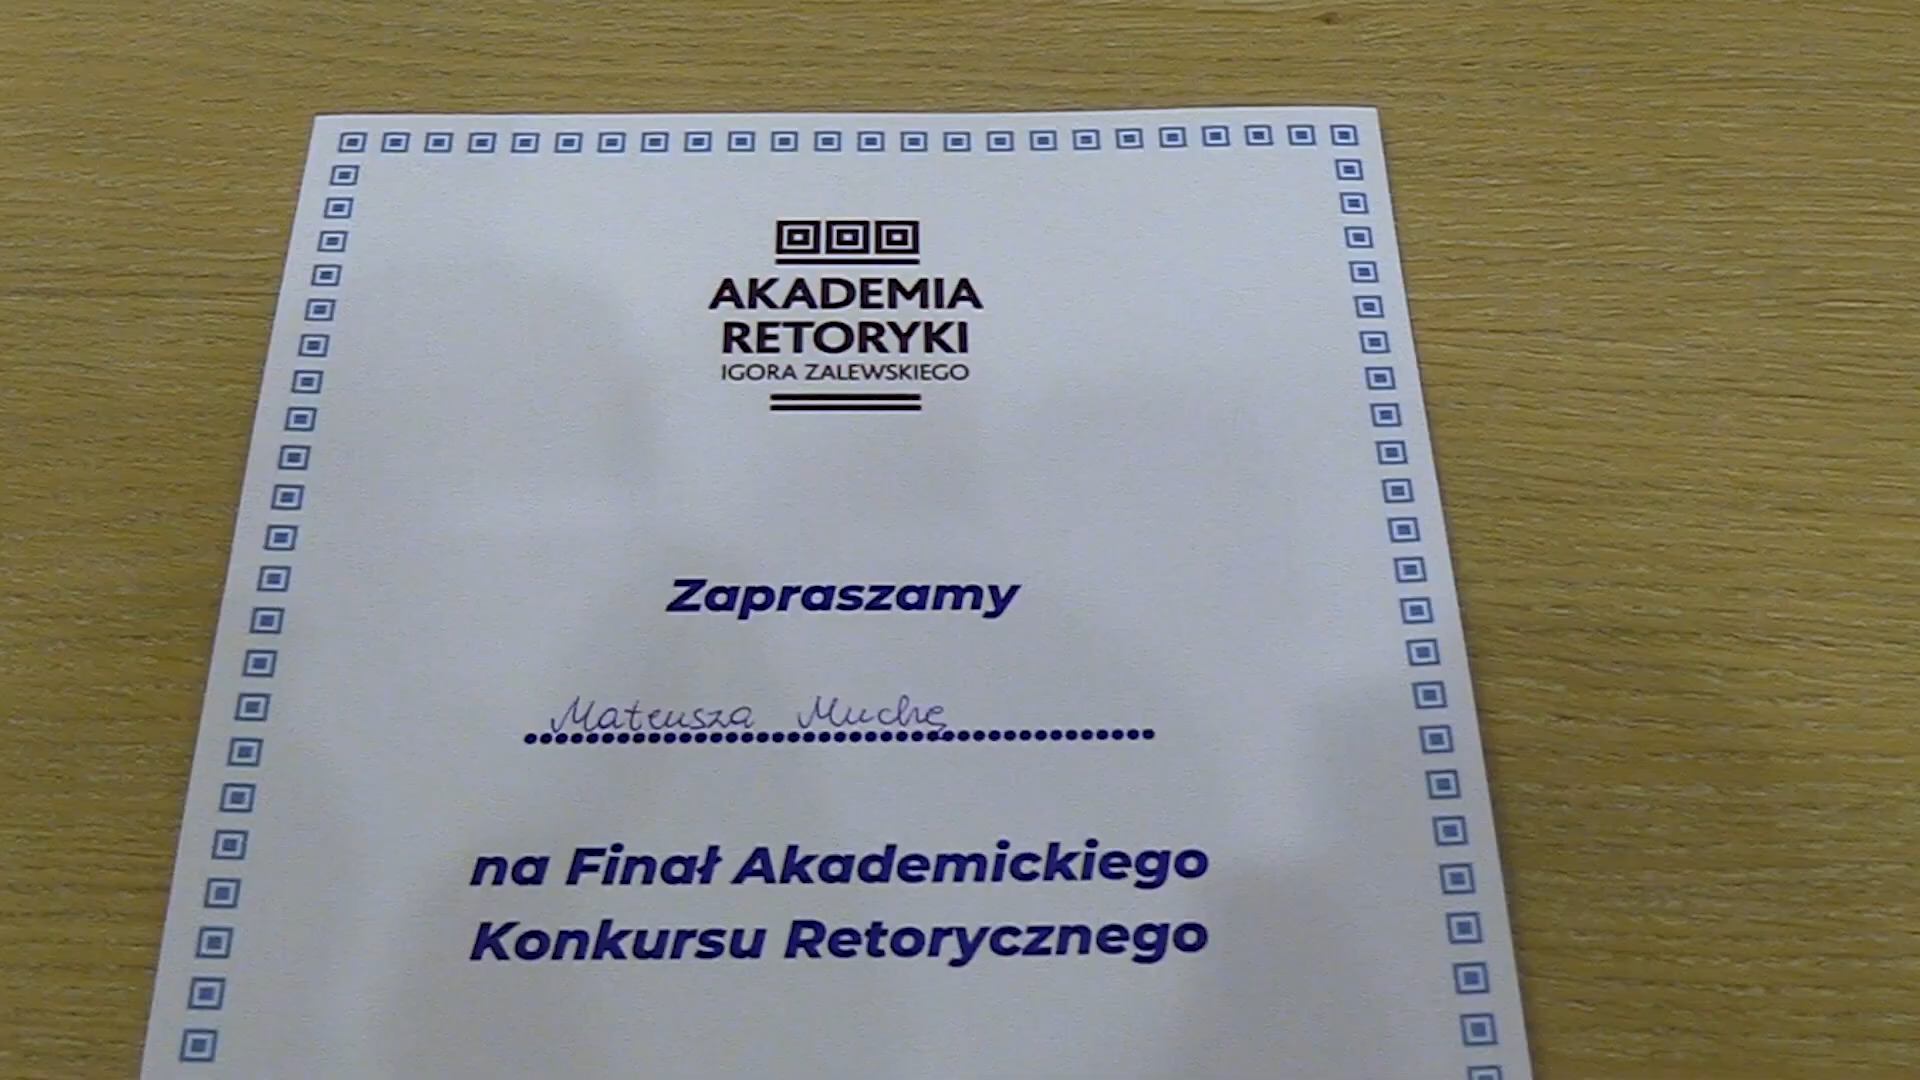 AKADEMIA
RETORYKI
IGORA ZALEWSKIEGO
Zapraszamy
Mateusza Muchę
na Finał Akademickiego
Konkursu Retorycznego